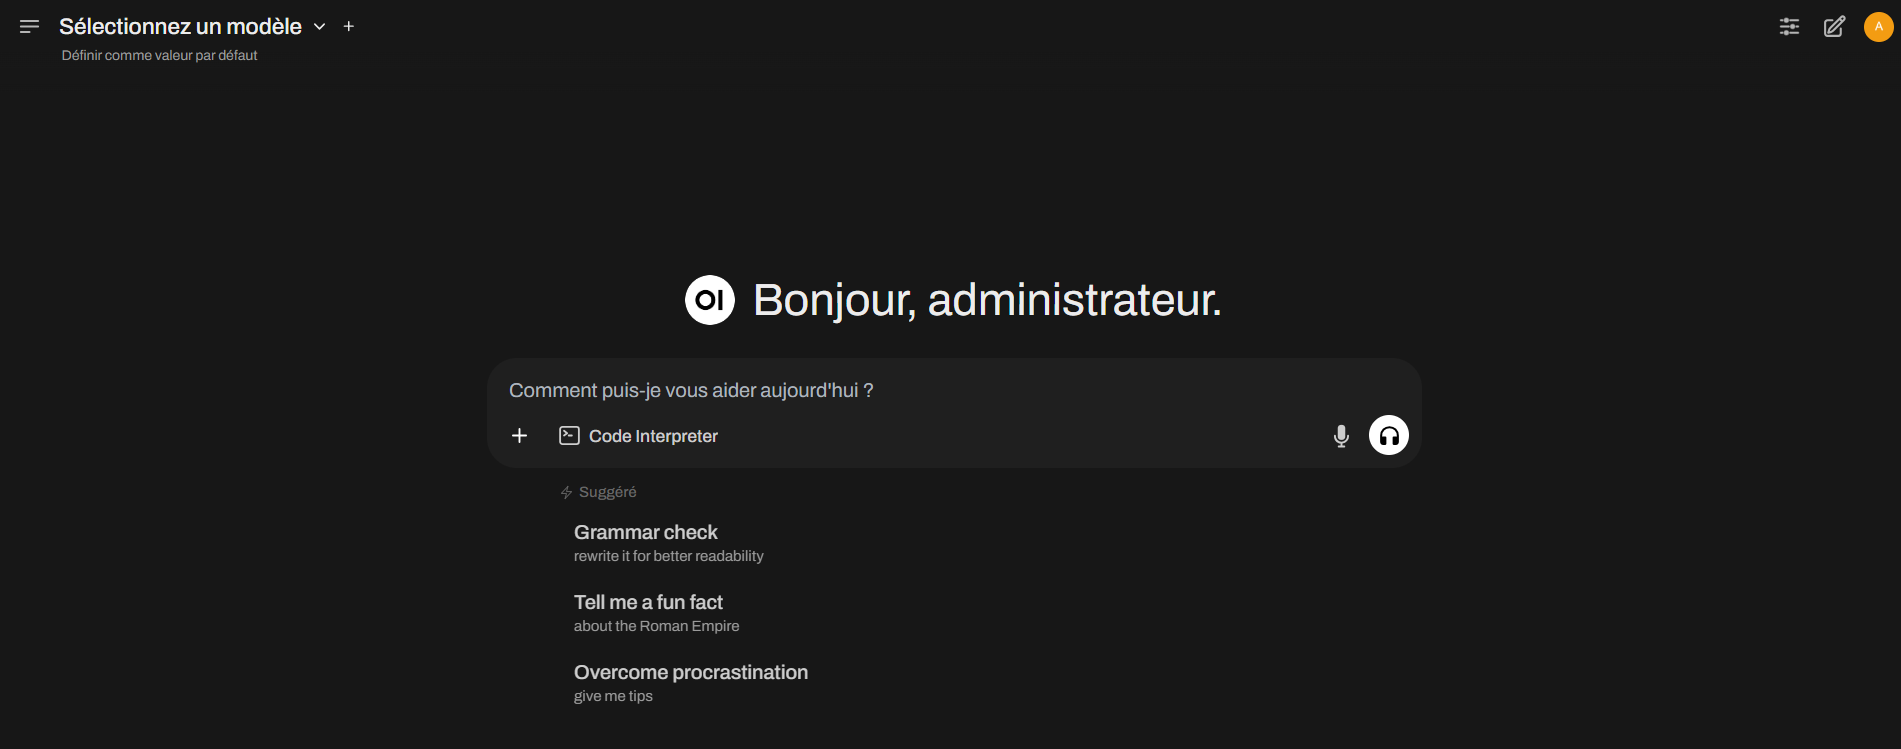 Sélectionnez un modèle
Définir comme valeur par défaut
A
OI Bonjour, administrateur.
Comment puis-je vous aider aujourd'hui ?
Code Interpreter
Suggéré
Grammar check
rewrite it for better readability
Tell me a fun fact
about the Roman Empire
Overcome procrastination
give me tips